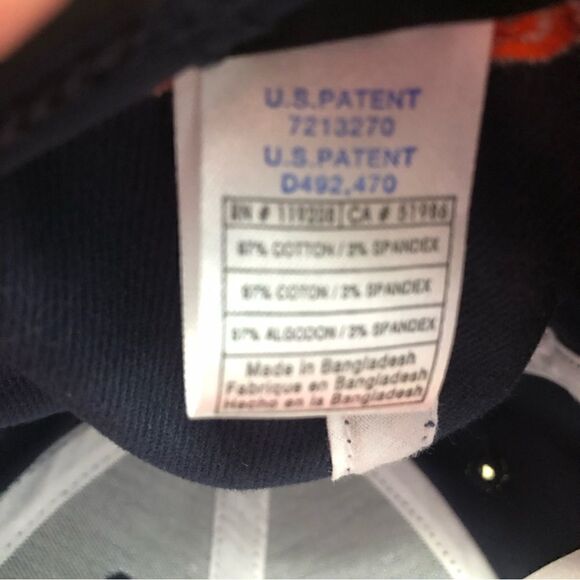 U.S.PATENT
7213270
U.S.PATENT
D492,470
RN # 119208 CA # 51986
97% COTTON / 3% SPANDEX
97% COTON / 3% SPANDEX
97% ALGODON / 3% SPANDEX
Made in Bangladesh
Fabrique en Bangladesh
Hecho en la Bangladesh